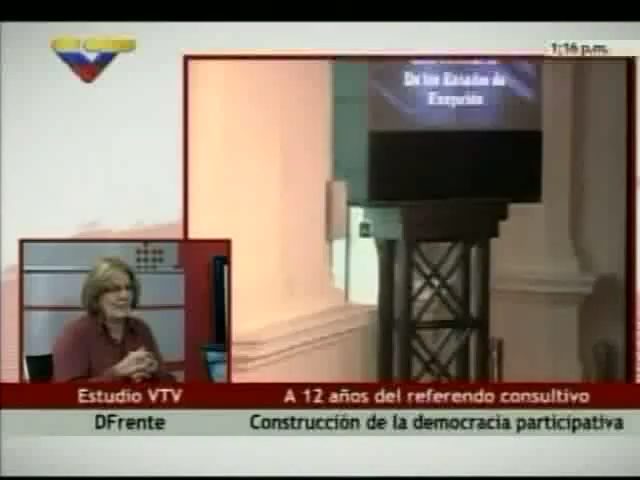 1:16 p.m.
De los Estados de
Excepción
Estudio VTV
A 12 años del referendo consultivo
DFrente
Construcción de la democracia participativa